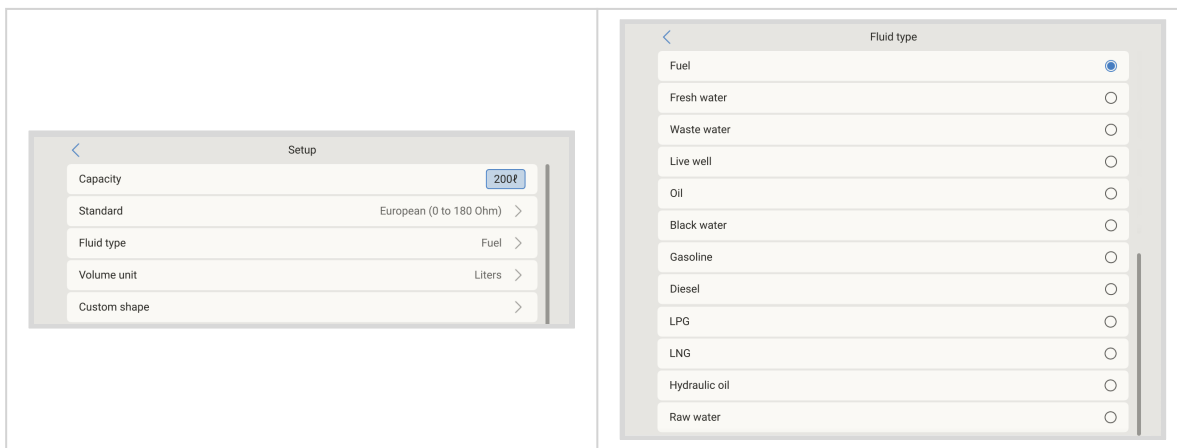 Setup
Capacity 200ℓ
Standard European (0 to 180 Ohm)
Fluid type Fuel
Volume unit Liters
Custom shape
Fluid type
Fuel
Fresh water
Waste water
Live well
Oil
Black water
Gasoline
Diesel
LPG
LNG
Hydraulic oil
Raw water